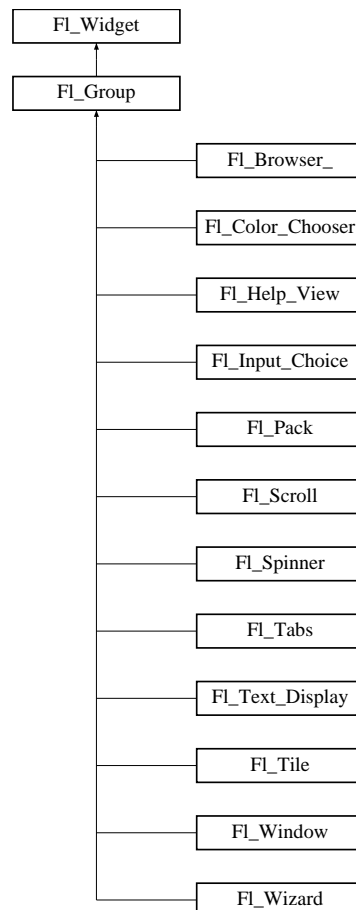 Fl_Widget
Fl_Group
Fl_Browser_
Fl_Color_Chooser
Fl_Help_View
Fl_Input_Choice
Fl_Pack
Fl_Scroll
Fl_Spinner
Fl_Tabs
Fl_Text_Display
Fl_Tile
Fl_Window
Fl_Wizard